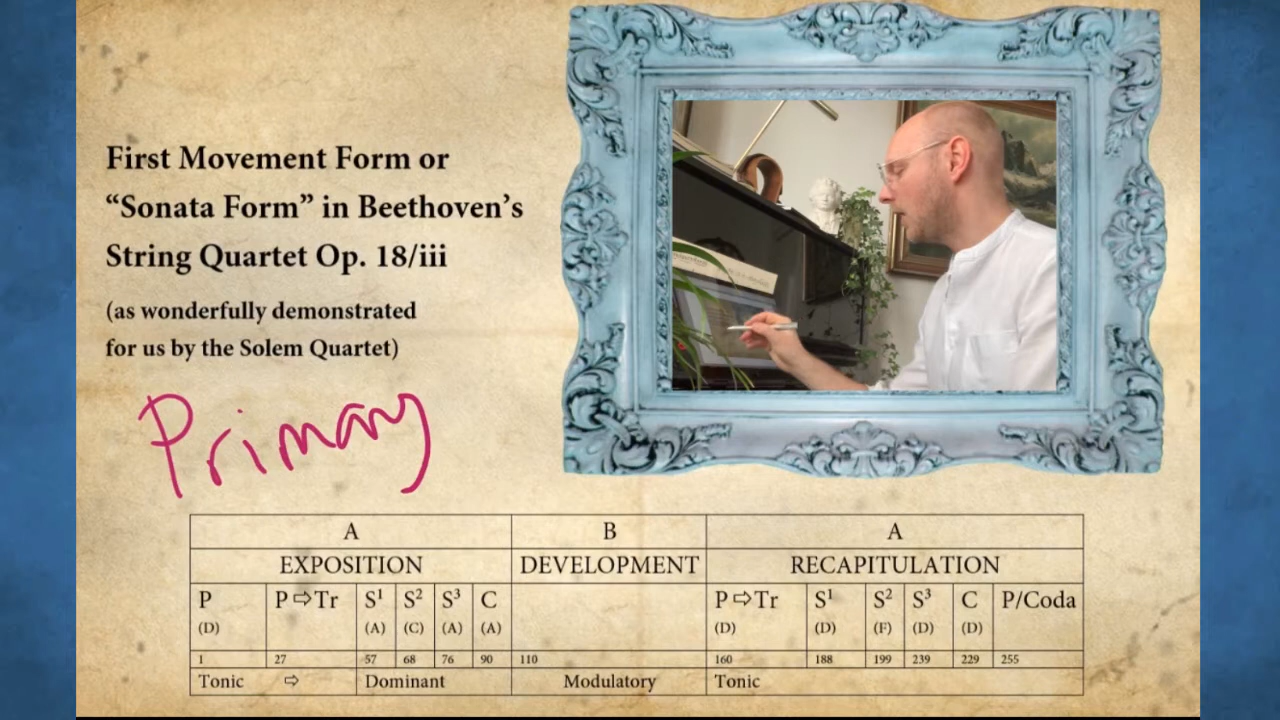 First Movement Form or
“Sonata Form” in Beethoven’s
String Quartet Op. 18/iii
(as wonderfully demonstrated
for us by the Solem Quartet)
Primary
A B A
EXPOSITION DEVELOPMENT RECAPITULATION
P P⇨Tr S¹ S² S³ C P⇨Tr S¹ S² S³ C P/Coda
(D) (A) (C) (A) (A) (D) (D) (F) (D) (D)
1 27 57 68 76 90 110 160 188 199 239 229 255
Tonic ⇨ Dominant Modulatory Tonic